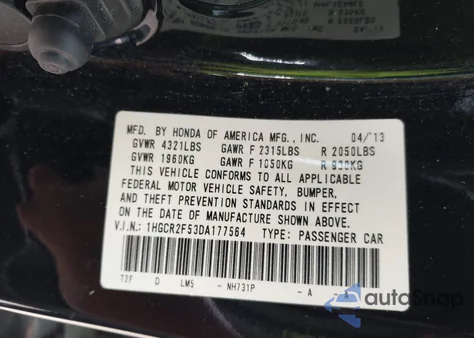 MFD. BY HONDA OF AMERICA MFG., INC. 04/13
GVWR 4321LBS GAWR F 2315LBS R 2050LBS
GVWR 1960KG GAWR F 1050KG R 930KG
THIS VEHICLE CONFORMS TO ALL APPLICABLE
FEDERAL MOTOR VEHICLE SAFETY, BUMPER,
AND THEFT PREVENTION STANDARDS IN EFFECT
ON THE DATE OF MANUFACTURE SHOWN ABOVE.
V.I.N.: 1HGCR2F53DA177564 TYPE: PASSENGER CAR
T2F D LM5 - NH731P - A
autoSnap